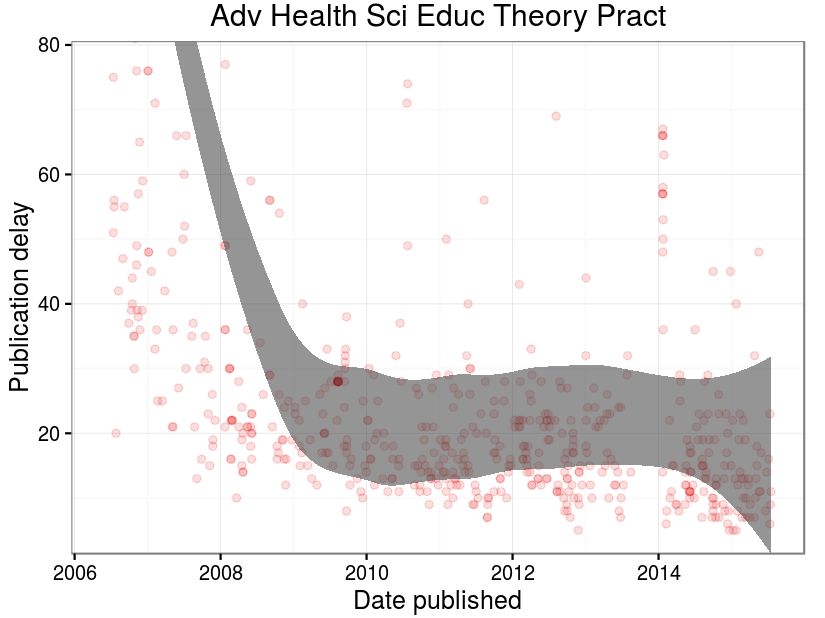 Adv Health Sci Educ Theory Pract
Publication delay
80
60
40
20
2006 2008 2010 2012 2014
Date published